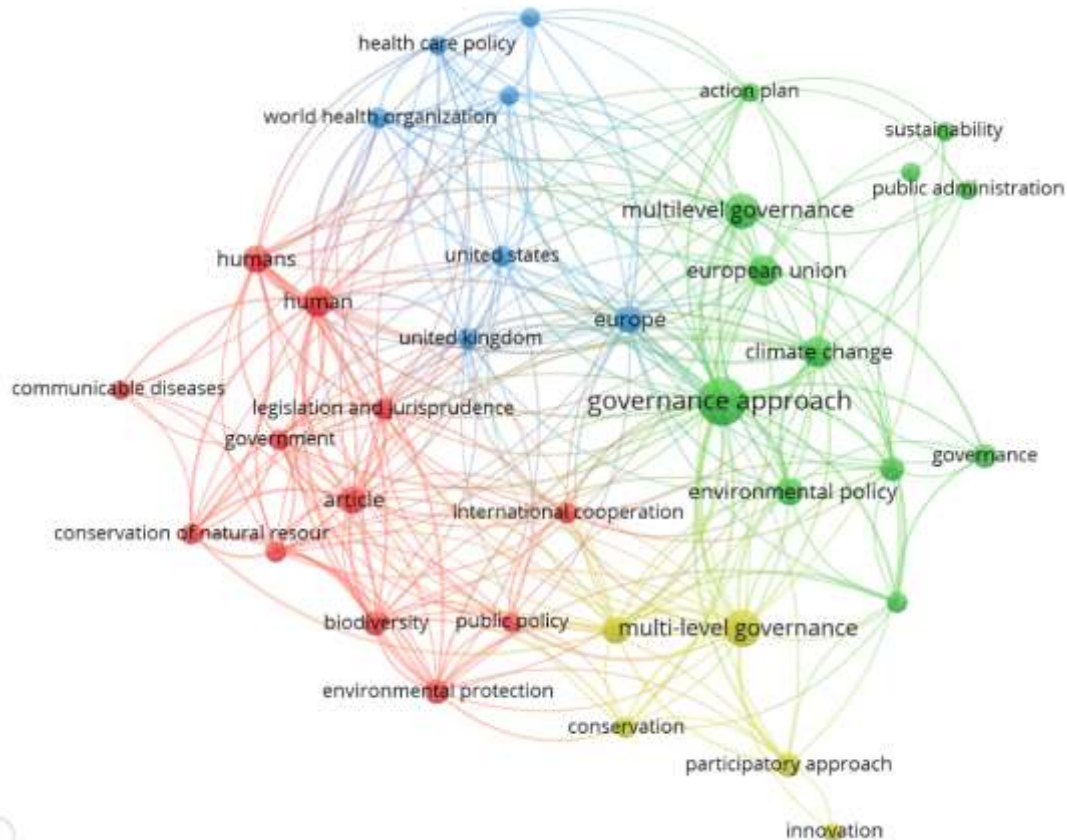 health care policy
action plan
world health organization
sustainability
public administration
multilevel governance
humans
united states
european union
human
europe
united kingdom
climate change
communicable diseases
legislation and jurisprudence
governance approach
government
governance
environmental policy
article
international cooperation
conservation of natural resour
biodiversity
public policy
multi-level governance
environmental protection
conservation
participatory approach
innovation